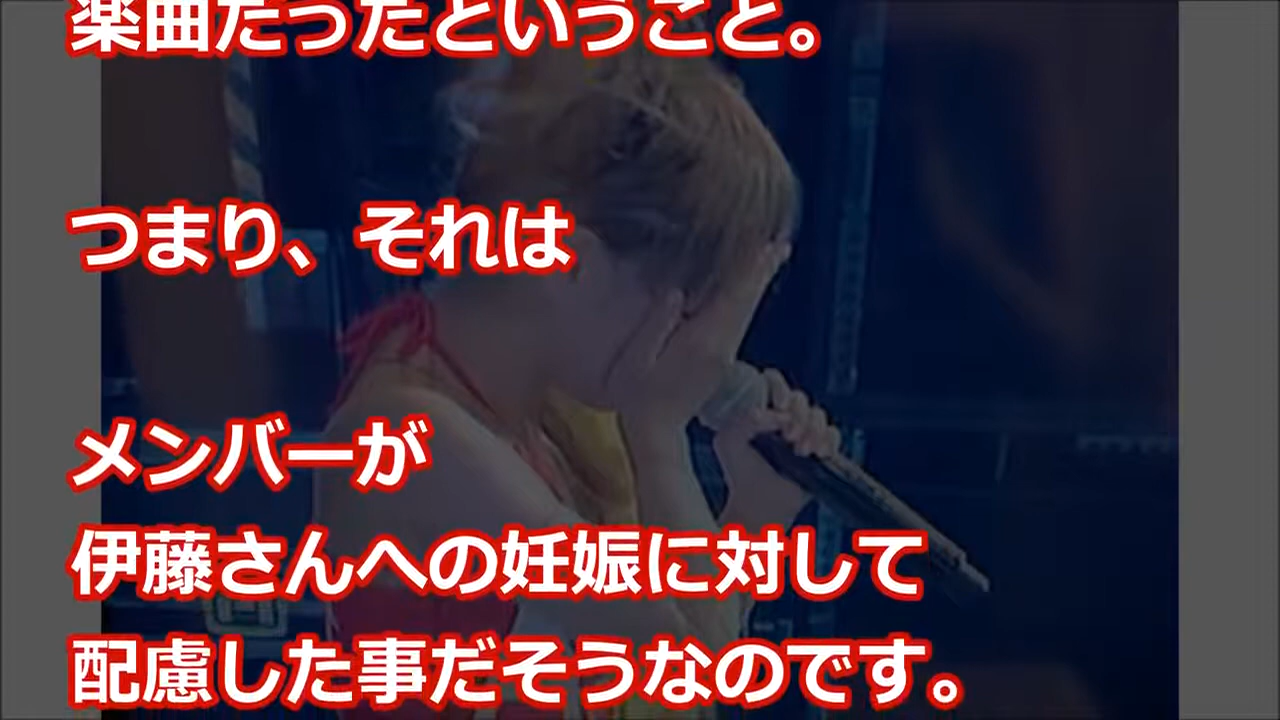 楽曲だったということ。
つまり、それは
メンバーが
伊藤さんへの妊娠に対して
配慮した事だそうなのです。